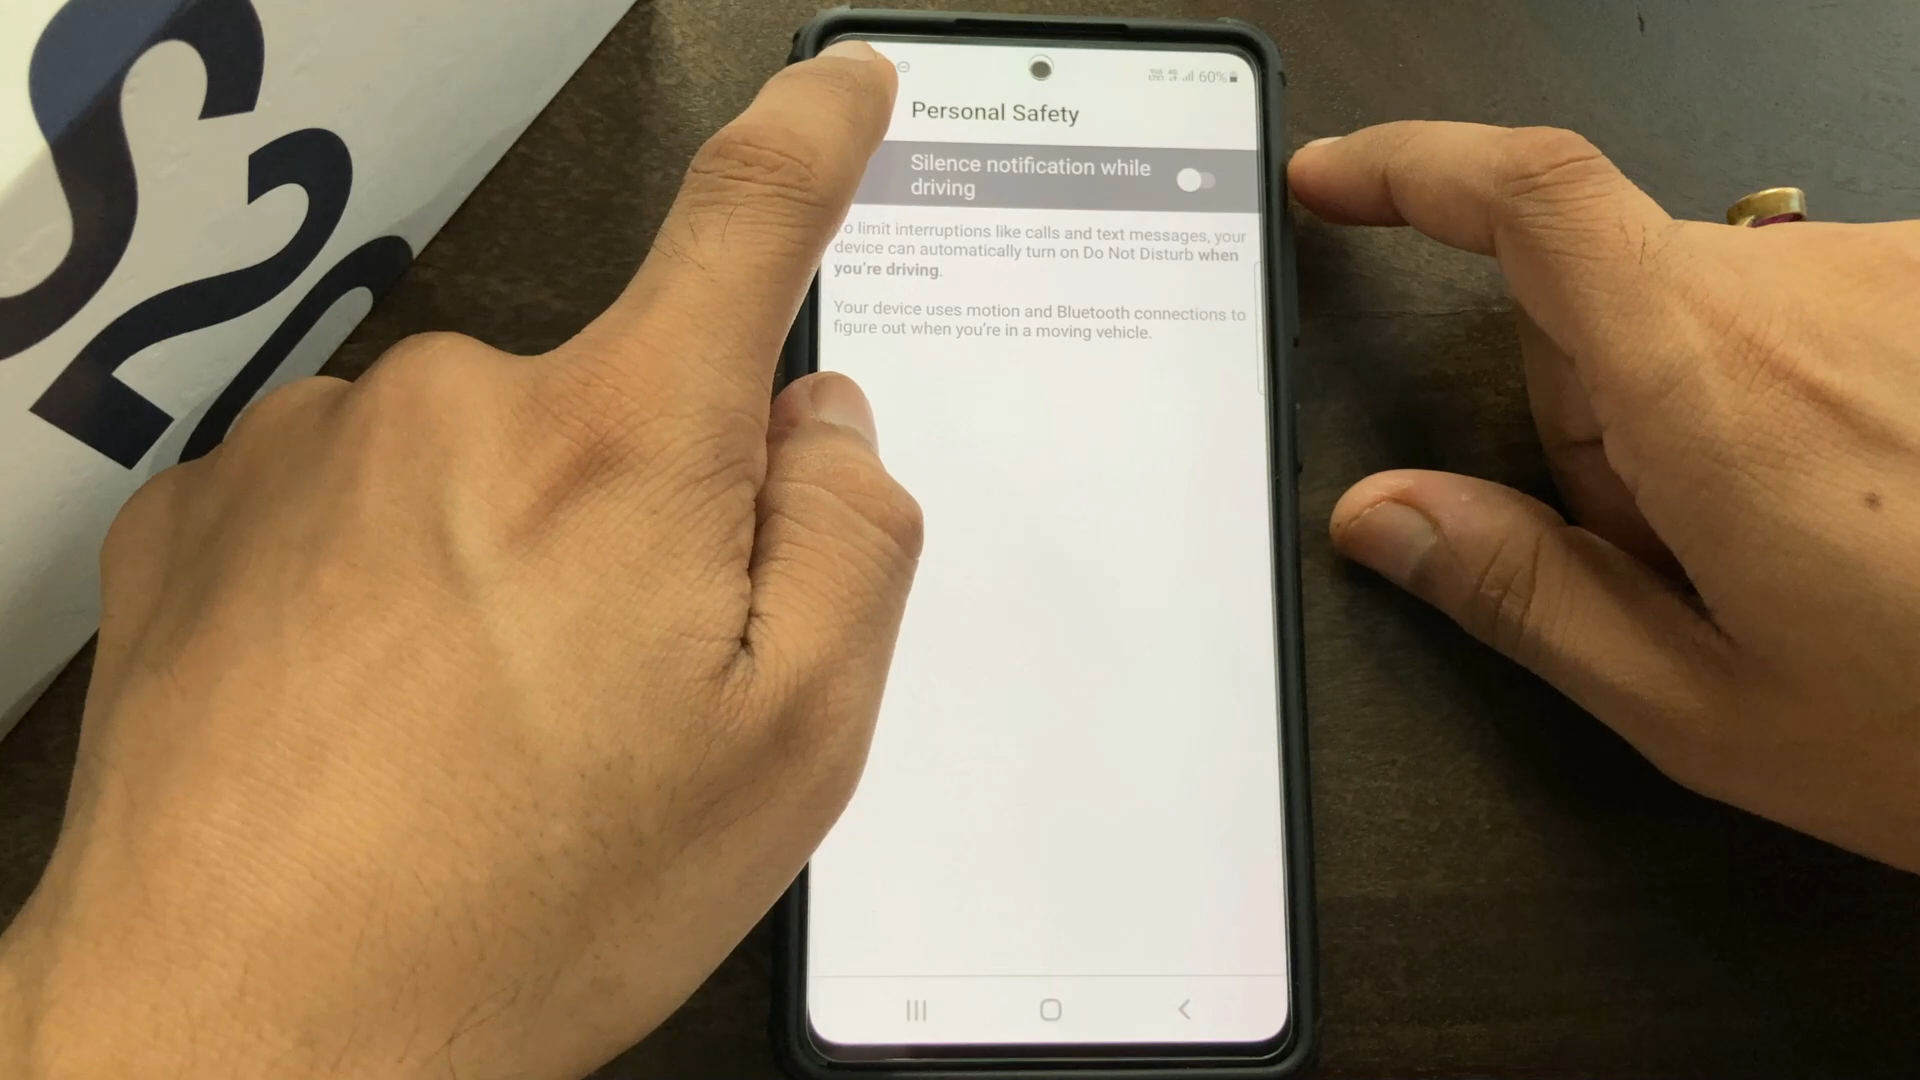 S20
60%
Personal Safety
Silence notification while
driving
To limit interruptions like calls and text messages, your
device can automatically turn on Do Not Disturb when
you're driving.
Your device uses motion and Bluetooth connections to
figure out when you're in a moving vehicle.